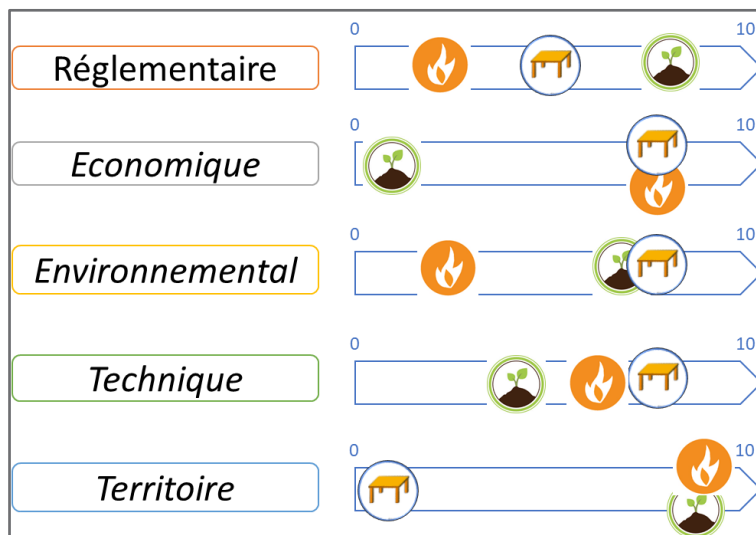 0 10
Réglementaire
0 10
Economique
0 10
Environnemental
0 10
Technique
0 10
Territoire